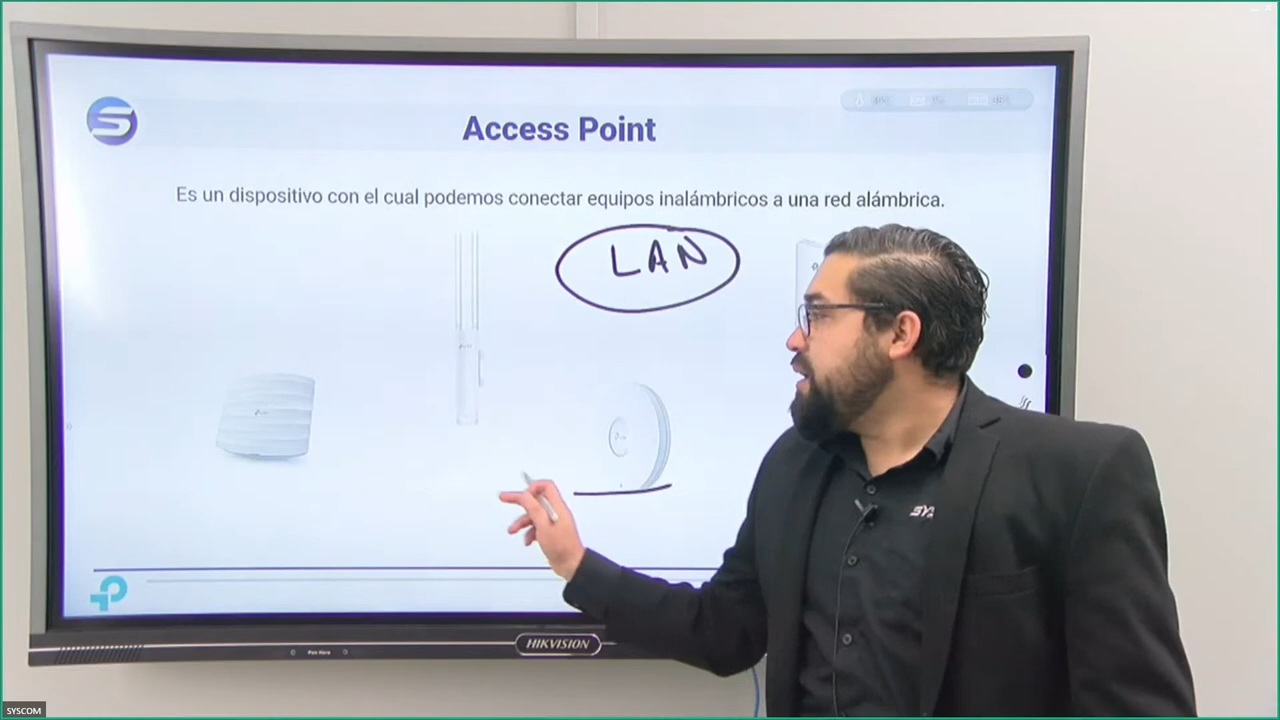 Access Point
Es un dispositivo con el cual podemos conectar equipos inalámbricos a una red alámbrica.
LAN
HIKVISION
SYSCOM